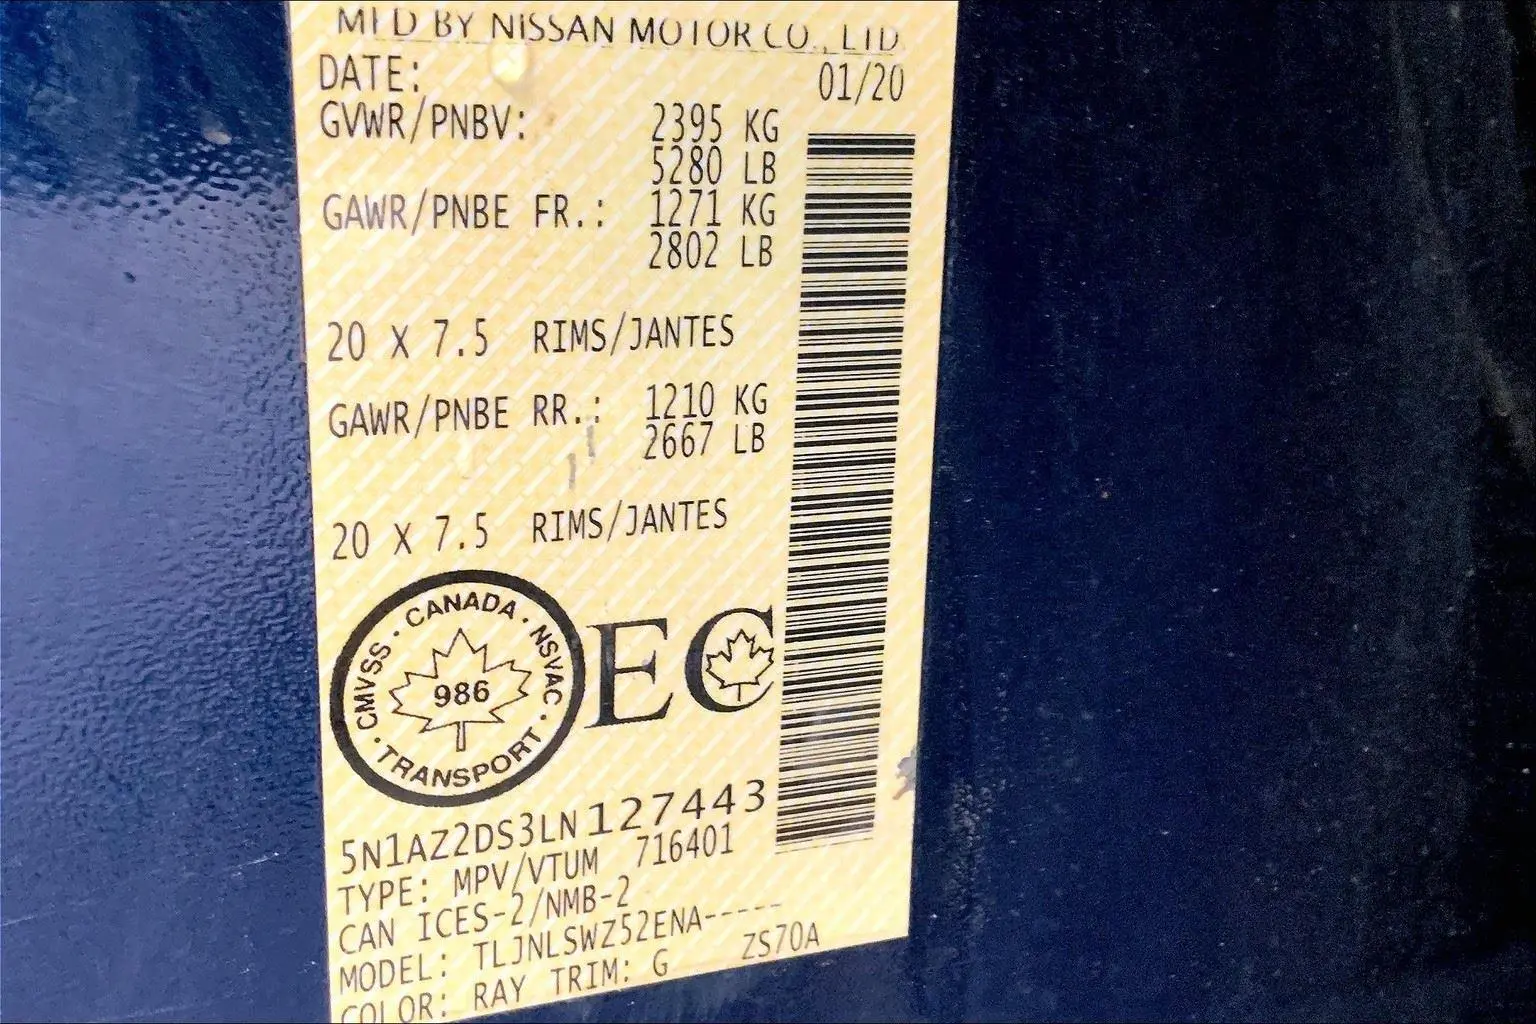 MFD BY NISSAN MOTOR CO., LTD.
DATE: 01/20
GVWR/PNBV: 2395 KG
5280 LB
GAWR/PNBE FR.: 1271 KG
2802 LB
20 X 7.5 RIMS/JANTES
GAWR/PNBE RR.: 1210 KG
2667 LB
20 X 7.5 RIMS/JANTES
CMVSS · CANADA · NSVAC · TRANSPORT ·
986
EC
5N1AZ2DS3LN127443
TYPE: MPV/VTUM 716401
CAN ICES-2/NMB-2
MODEL: TLJNLSWZ52ENA-----
COLOR: RAY TRIM: G ZS70A